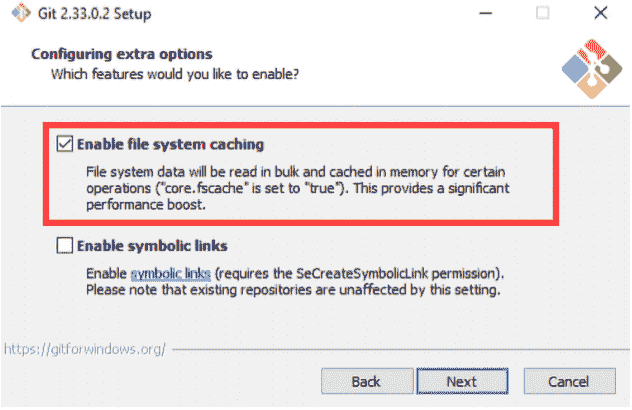 Git 2.33.0.2 Setup
Configuring extra options
Which features would you like to enable?
Enable file system caching
File system data will be read in bulk and cached in memory for certain
operations ("core.fscache" is set to "true"). This provides a significant
performance boost.
Enable symbolic links
Enable symbolic links (requires the SeCreateSymbolicLink permission).
Please note that existing repositories are unaffected by this setting.
https://gitforwindows.org/
Back Next Cancel